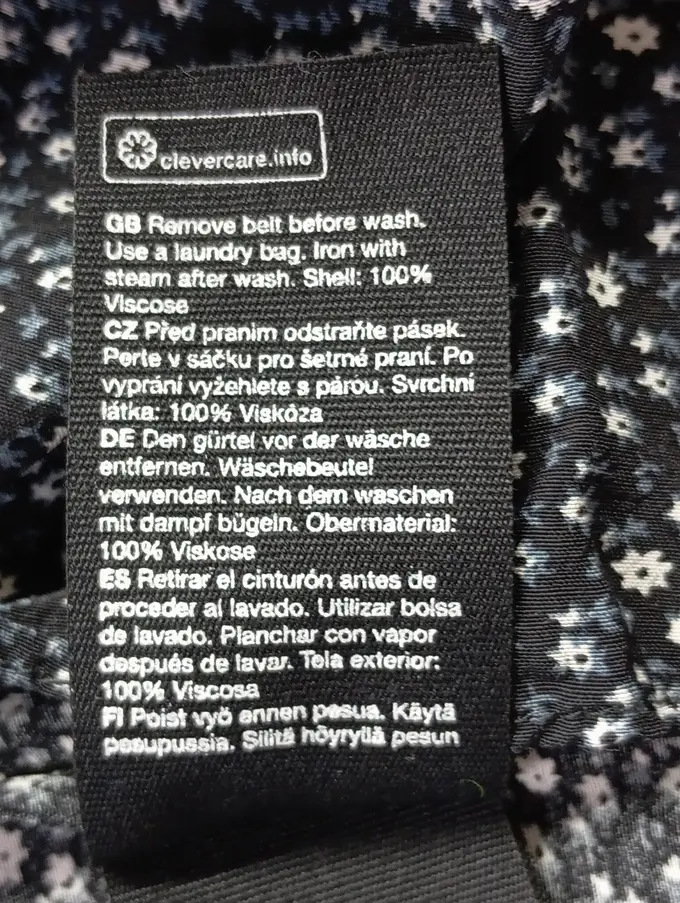 clevercare.info
GB Remove belt before wash.
Use a laundry bag. Iron with
steam after wash. Shell: 100%
Viscose
CZ Před praním odstraňte pásek.
Perte v sáčku pro šetrné praní. Po
vyprání vyžehlete s párou. Svrchní
látka: 100% Viskóza
DE Den gürtel vor der wäsche
entfernen. Wäschebeutel
verwenden. Nach dem waschen
mit dampf bügeln. Obermaterial:
100% Viskose
ES Retirar el cinturón antes de
proceder al lavado. Utilizar bolsa
de lavado. Planchar con vapor
después de lavar. Tela exterior:
100% Viscosa
FI Poist vyö ennen pesua. Käytä
pesupussia. Silitä höyryllä pesun